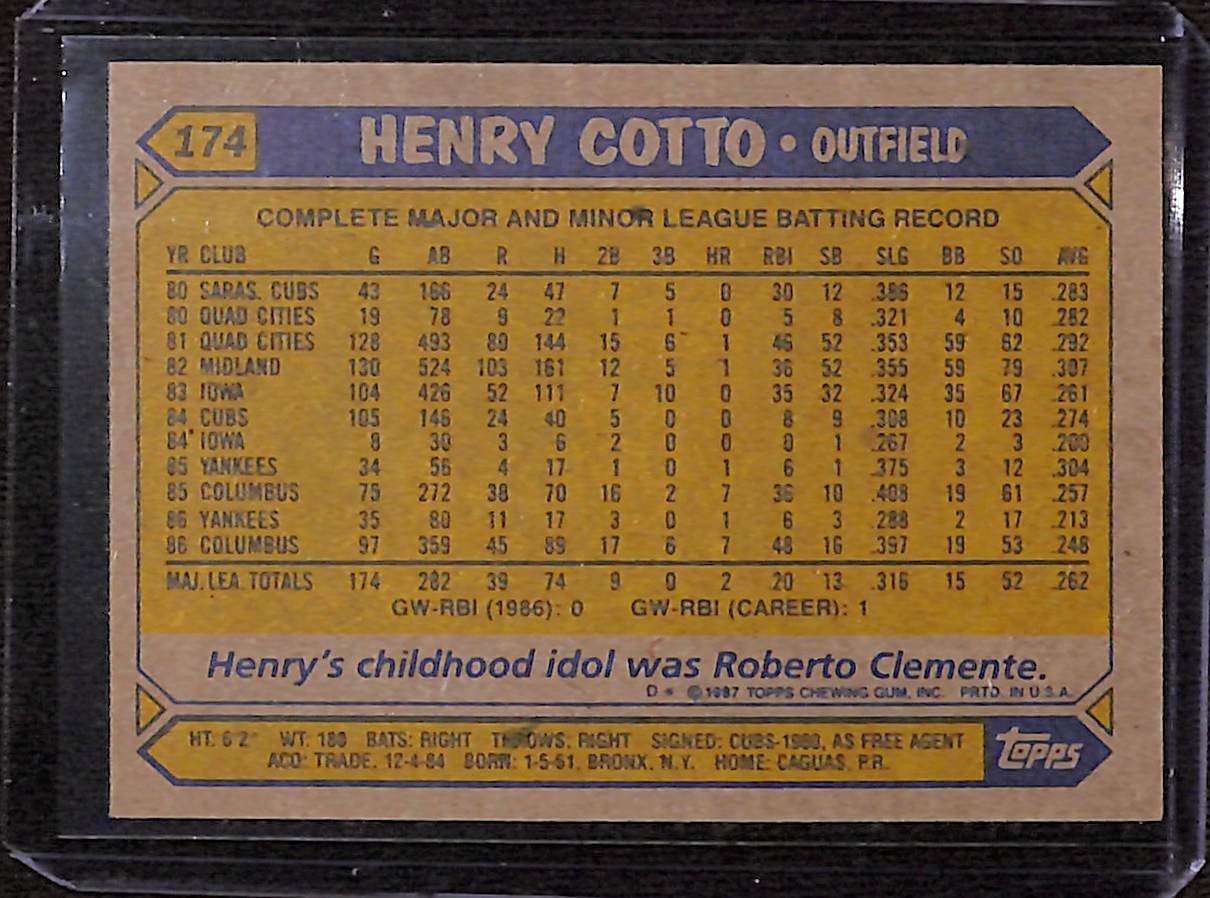 174 HENRY COTTO • OUTFIELD
COMPLETE MAJOR AND MINOR LEAGUE BATTING RECORD
YR CLUB G AB R H 2B 3B HR RBI SB SLG BB SO AVG
80 SARAS. CUBS 43 166 24 47 7 5 0 30 12 .386 12 15 .283
80 QUAD CITIES 19 78 9 22 1 1 0 5 8 .321 4 10 .282
81 QUAD CITIES 128 493 80 144 15 6 1 46 52 .353 59 62 .292
82 MIDLAND 130 524 103 161 12 5 1 36 52 .355 59 79 .307
83 IOWA 104 426 52 111 7 10 0 35 32 .324 35 67 .261
84 CUBS 105 146 24 40 5 0 0 8 9 .308 10 23 .274
84 IOWA 8 30 3 6 2 0 0 0 1 .267 2 3 .200
85 YANKEES 34 56 4 17 1 0 1 6 1 .375 3 12 .304
85 COLUMBUS 75 272 38 70 16 2 7 36 10 .408 19 61 .257
86 YANKEES 35 80 11 17 3 0 1 6 3 .288 2 17 .213
86 COLUMBUS 97 359 45 89 17 6 7 48 16 .397 19 53 .248
MAJ. LEA. TOTALS 174 282 39 74 9 0 2 20 13 .316 15 52 .262
GW-RBI (1986): 0 GW-RBI (CAREER): 1
Henry's childhood idol was Roberto Clemente.
D * © 1987 TOPPS CHEWING GUM, INC. PRTD. IN U.S.A.
HT: 6'2" WT: 180 BATS: RIGHT THROWS: RIGHT SIGNED: CUBS-1980, AS FREE AGENT
ACQ: TRADE, 12-4-84 BORN: 1-5-61, BRONX, N.Y. HOME: CAGUAS, P.R.
TOPPS